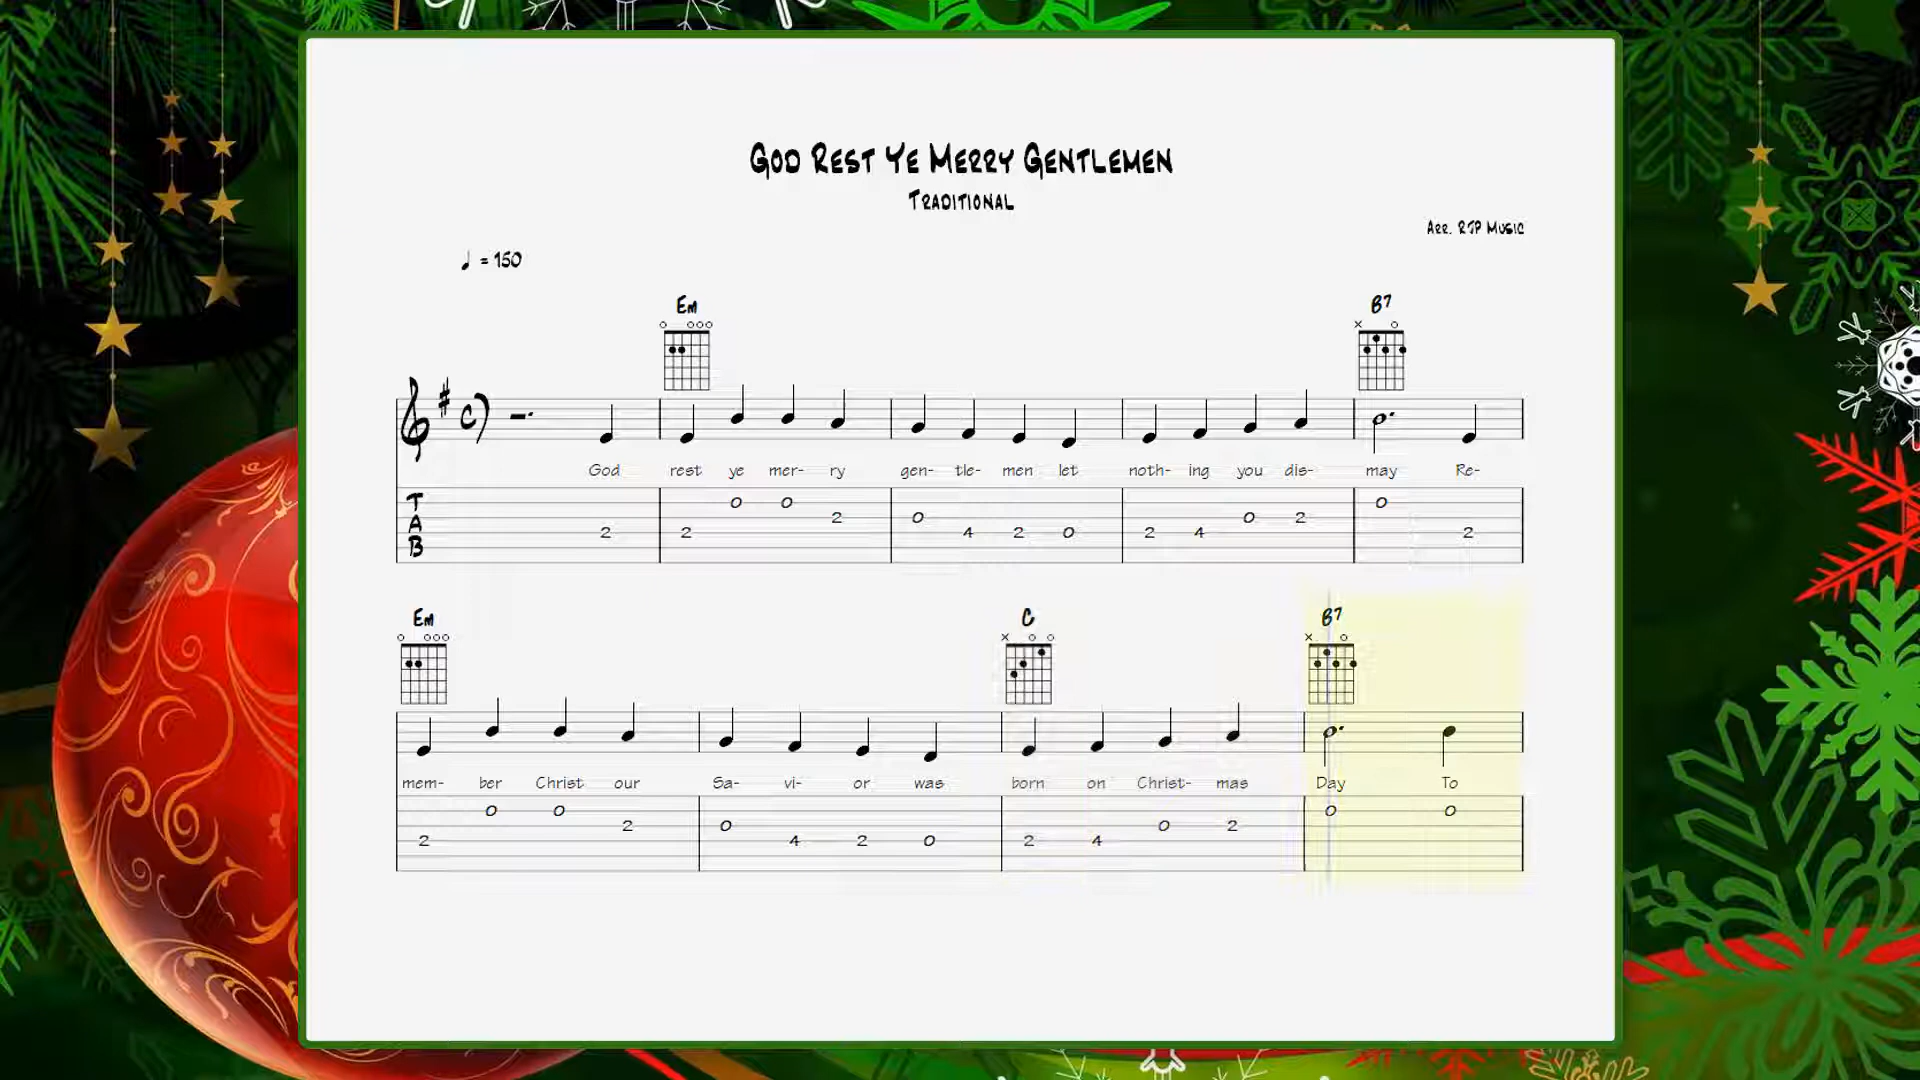 God Rest Ye Merry Gentlemen
Traditional
Arr. RJP Music
♩ = 150
Em B7
God rest ye mer- ry gen- tle- men let noth- ing you dis- may Re-
T
A
B
2 2 0 0 2 0 4 2 0 2 4 0 2 0 2
Em C B7
mem- ber Christ our Sa- vi- or was born on Christ- mas Day To
2 0 0 2 0 4 2 0 2 4 0 2 0 0